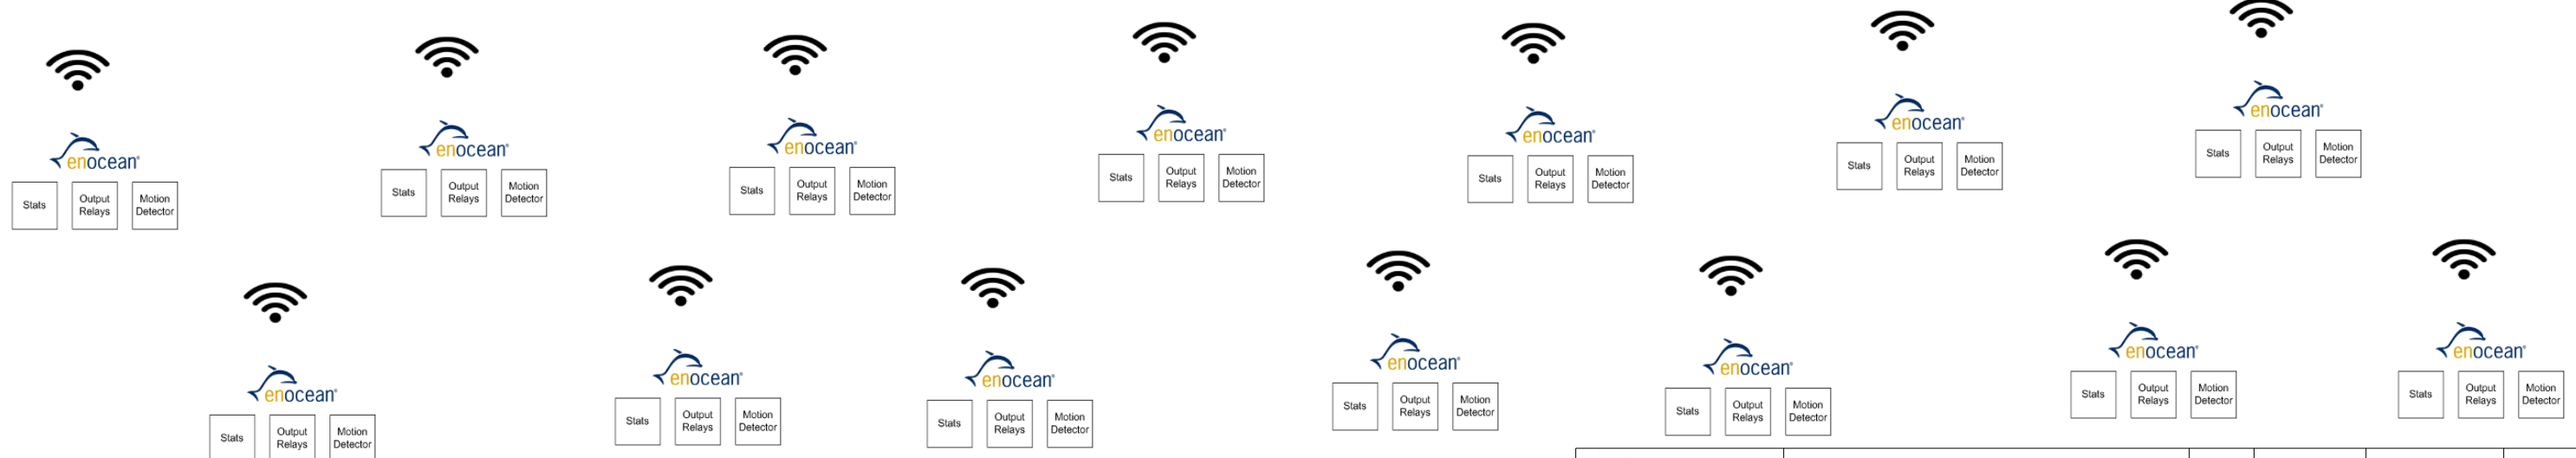 enocean®
Stats
Output
Relays
Motion
Detector
enocean®
Stats
Output
Relays
Motion
Detector
enocean®
Stats
Output
Relays
Motion
Detector
enocean®
Stats
Output
Relays
Motion
Detector
enocean®
Stats
Output
Relays
Motion
Detector
enocean®
Stats
Output
Relays
Motion
Detector
enocean®
Stats
Output
Relays
Motion
Detector
enocean®
Stats
Output
Relays
Motion
Detector
enocean®
Stats
Output
Relays
Motion
Detector
enocean®
Stats
Output
Relays
Motion
Detector
enocean®
Stats
Output
Relays
Motion
Detector
enocean®
Stats
Output
Relays
Motion
Detector
enocean®
Stats
Output
Relays
Motion
Detector
enocean®
Stats
Output
Relays
Motion
Detector